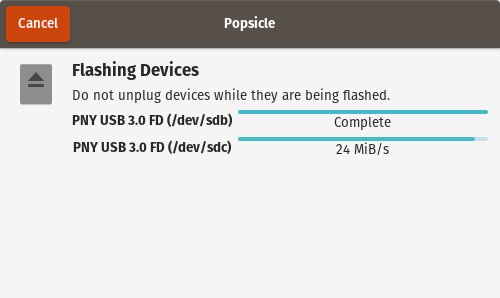 Cancel
Popsicle
Flashing Devices
Do not unplug devices while they are being flashed.
PNY USB 3.0 FD (/dev/sdb)
Complete
PNY USB 3.0 FD (/dev/sdc)
24 MiB/s